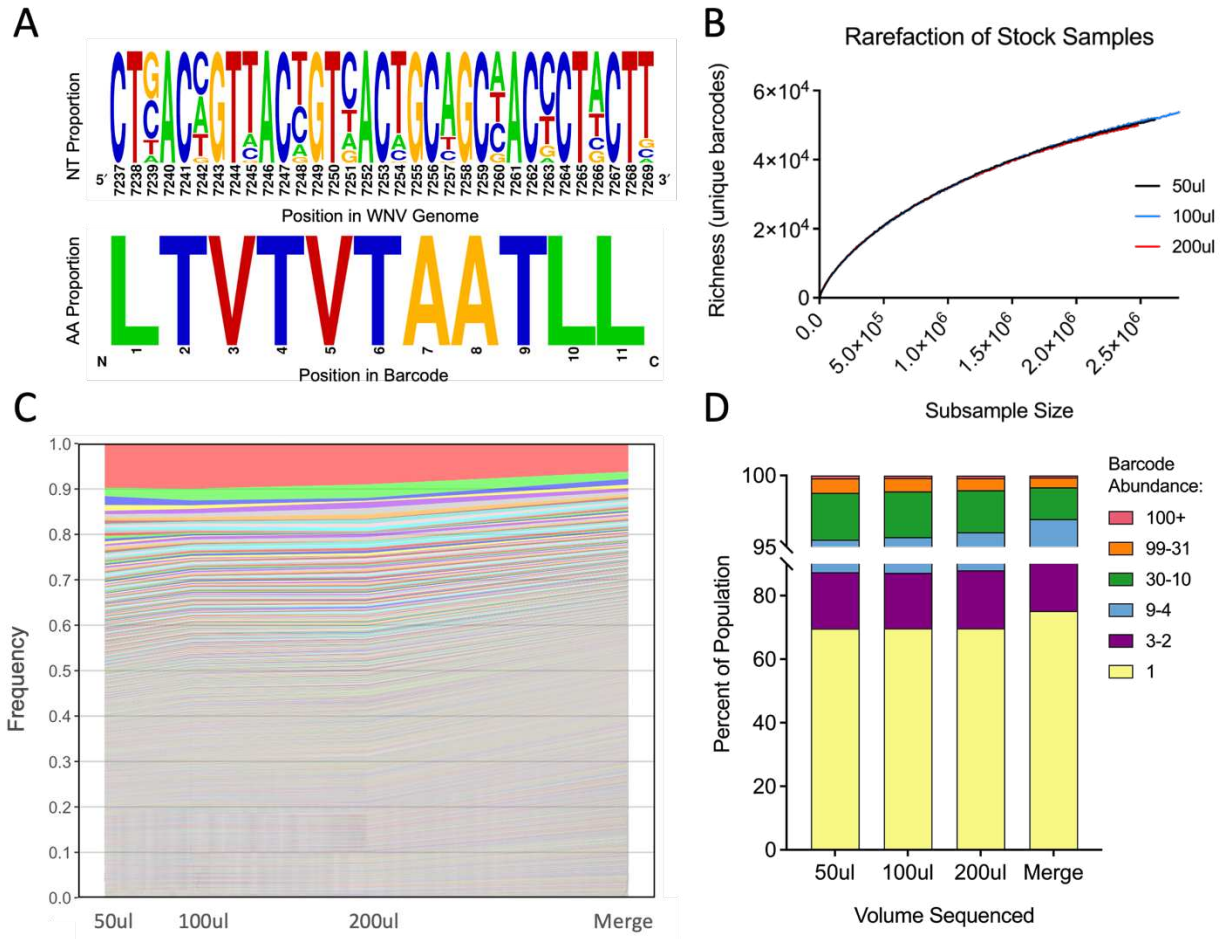 A
NT Proportion
5′ 7237 7238 7239 7240 7241 7242 7243 7244 7245 7246 7247 7248 7249 7250 7251 7252 7253 7254 7255 7256 7257 7258 7259 7260 7261 7262 7263 7264 7265 7266 7267 7268 7269 3′
Position in WNV Genome
AA Proportion
LTVTVTAATLL
N 1 2 3 4 5 6 7 8 9 10 11 C
Position in Barcode
B
Rarefaction of Stock Samples
Richness (unique barcodes)
6×10⁴
4×10⁴
2×10⁴
0
50ul
100ul
200ul
0.0 5.0×10⁵ 1.0×10⁶ 1.5×10⁶ 2.0×10⁶ 2.5×10⁶
Subsample Size
C
Frequency
1.0
0.9
0.8
0.7
0.6
0.5
0.4
0.3
0.2
0.1
0.0
50ul 100ul 200ul Merge
D
Percent of Population
100
95
80
60
40
20
0
50ul 100ul 200ul Merge
Volume Sequenced
Barcode
Abundance:
100+
99-31
30-10
9-4
3-2
1